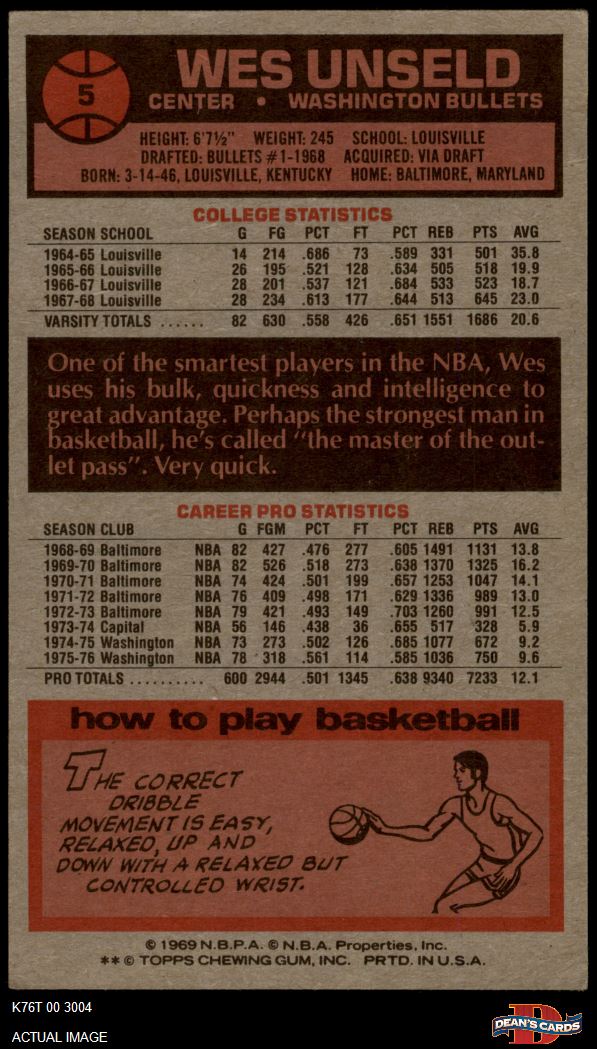 5
WES UNSELD
CENTER • WASHINGTON BULLETS
HEIGHT: 6'7½" WEIGHT: 245 SCHOOL: LOUISVILLE
DRAFTED: BULLETS #1-1968 ACQUIRED: VIA DRAFT
BORN: 3-14-46, LOUISVILLE, KENTUCKY HOME: BALTIMORE, MARYLAND
COLLEGE STATISTICS
SEASON SCHOOL G FG PCT FT PCT REB PTS AVG
1964-65 Louisville 14 214 .686 73 .589 331 501 35.8
1965-66 Louisville 26 195 .521 128 .634 505 518 19.9
1966-67 Louisville 28 201 .537 121 .684 533 523 18.7
1967-68 Louisville 28 234 .613 177 .644 513 645 23.0
VARSITY TOTALS ...... 82 630 .558 426 .651 1551 1686 20.6
One of the smartest players in the NBA, Wes
uses his bulk, quickness and intelligence to
great advantage. Perhaps the strongest man in
basketball, he's called "the master of the out-
let pass". Very quick.
CAREER PRO STATISTICS
SEASON CLUB G FGM PCT FT PCT REB PTS AVG
1968-69 Baltimore NBA 82 427 .476 277 .605 1491 1131 13.8
1969-70 Baltimore NBA 82 526 .518 273 .638 1370 1325 16.2
1970-71 Baltimore NBA 74 424 .501 199 .657 1253 1047 14.1
1971-72 Baltimore NBA 76 409 .498 171 .629 1336 989 13.0
1972-73 Baltimore NBA 79 421 .493 149 .703 1260 991 12.5
1973-74 Capital NBA 56 146 .438 36 .655 517 328 5.9
1974-75 Washington NBA 73 273 .502 126 .685 1077 672 9.2
1975-76 Washington NBA 78 318 .561 114 .585 1036 750 9.6
PRO TOTALS .......... 600 2944 .501 1345 .638 9340 7233 12.1
how to play basketball
THE CORRECT
DRIBBLE
MOVEMENT IS EASY,
RELAXED, UP AND
DOWN WITH A RELAXED BUT
CONTROLLED WRIST.
© 1969 N.B.P.A. © N.B.A. Properties, Inc.
** © TOPPS CHEWING GUM, INC. PRTD. IN U.S.A.
K76T 00 3004
ACTUAL IMAGE
D
DEAN'S CARDS